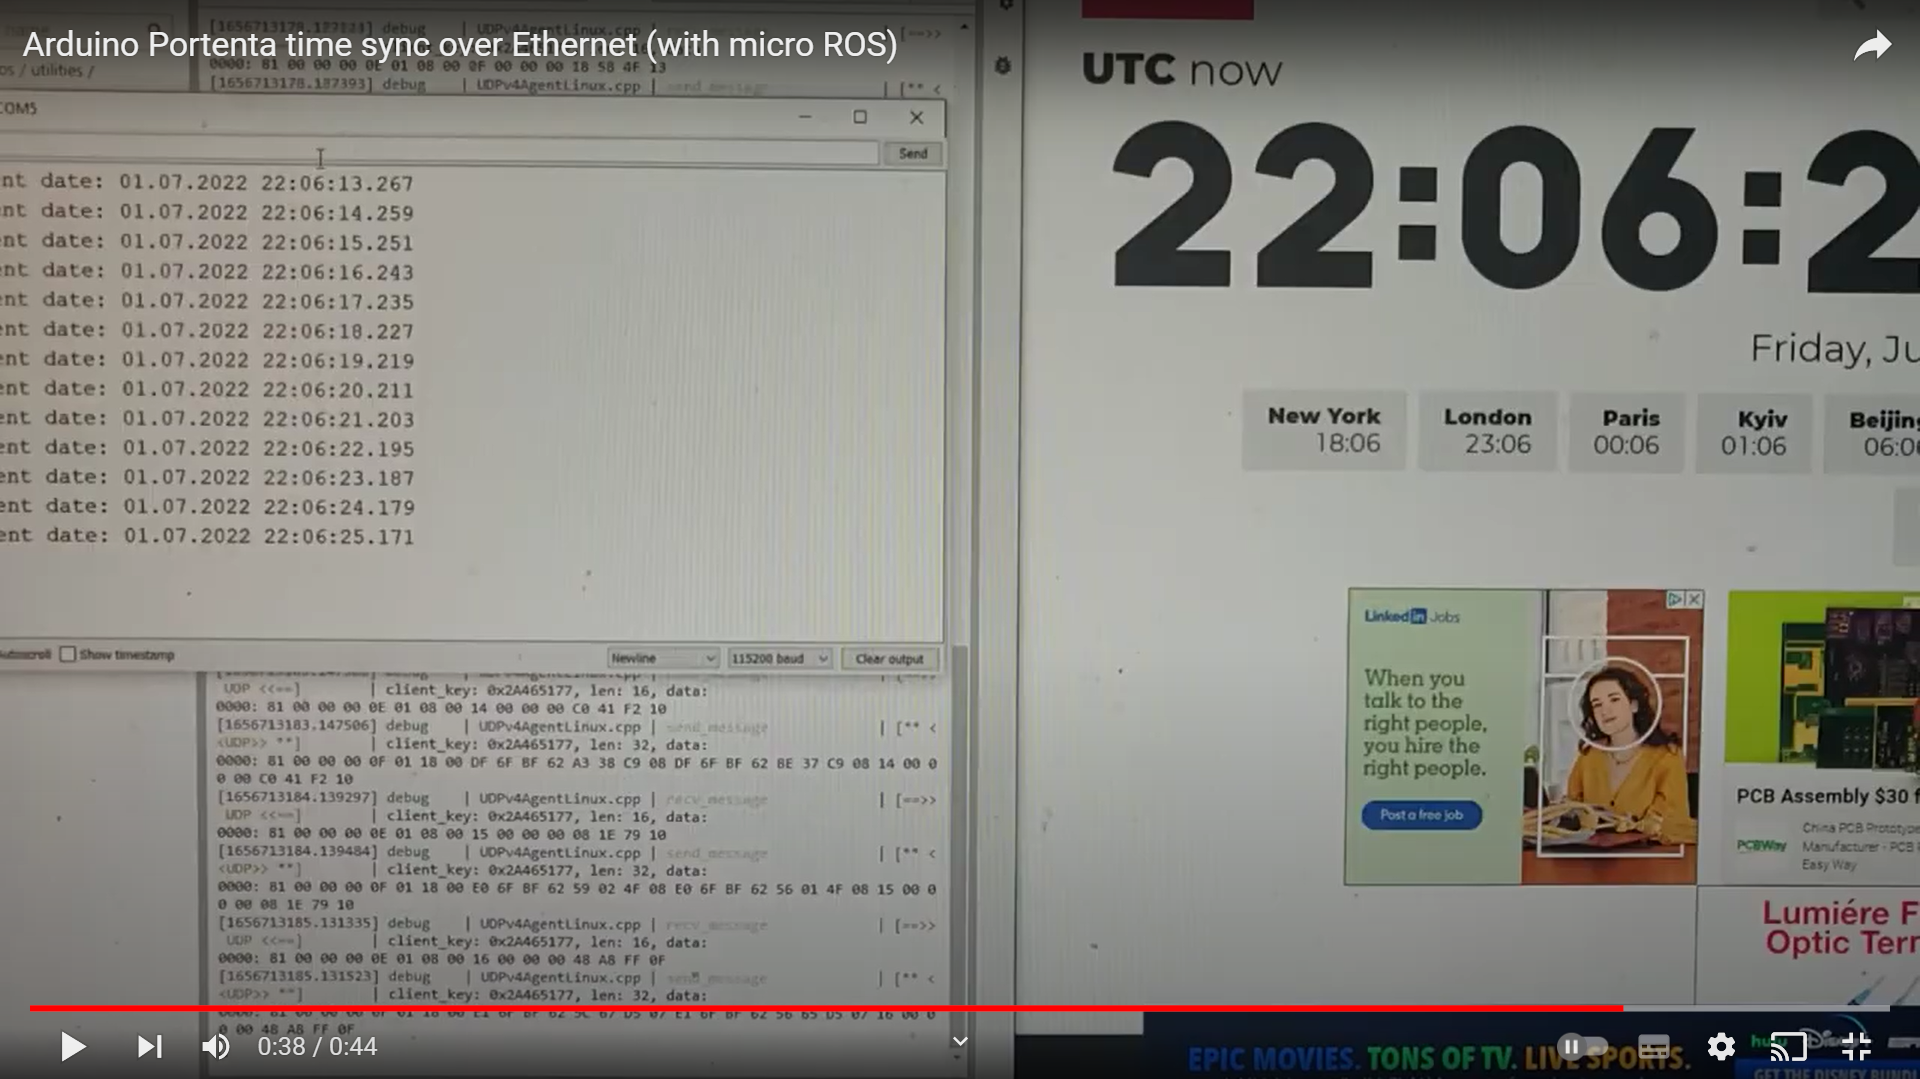 Arduino Portenta time sync over Ethernet (with micro ROS)
[1656713178.187393] debug | UDPv4AgentLinux.cpp | send_message | [** <
os / utilities /
0000: 81 00 00 00 0E 01 08 00 0F 00 00 00 18 58 4F 13
COM5
Send
nt date: 01.07.2022 22:06:13.267
nt date: 01.07.2022 22:06:14.259
nt date: 01.07.2022 22:06:15.251
nt date: 01.07.2022 22:06:16.243
ent date: 01.07.2022 22:06:17.235
ent date: 01.07.2022 22:06:18.227
ent date: 01.07.2022 22:06:19.219
ent date: 01.07.2022 22:06:20.211
ent date: 01.07.2022 22:06:21.203
ent date: 01.07.2022 22:06:22.195
ent date: 01.07.2022 22:06:23.187
ent date: 01.07.2022 22:06:24.179
ent date: 01.07.2022 22:06:25.171
Autoscroll Show timestamp Newline 115200 baud Clear output
UDP <<==] | client_key: 0x2A465177, len: 16, data:
0000: 81 00 00 00 0E 01 08 00 14 00 00 00 C0 41 F2 10
[1656713183.147506] debug | UDPv4AgentLinux.cpp | send_message | [** <
<UDP>> **] | client_key: 0x2A465177, len: 32, data:
0000: 81 00 00 00 0F 01 18 00 DF 6F BF 62 A3 38 C9 08 DF 6F BF 62 BE 37 C9 08 14 00 0
0 00 C0 41 F2 10
[1656713184.139297] debug | UDPv4AgentLinux.cpp | recv_message | [==>>
UDP <<==] | client_key: 0x2A465177, len: 16, data:
0000: 81 00 00 00 0E 01 08 00 15 00 00 00 08 1E 79 10
[1656713184.139484] debug | UDPv4AgentLinux.cpp | send_message | [** <
<UDP>> **] | client_key: 0x2A465177, len: 32, data:
0000: 81 00 00 00 0F 01 18 00 E0 6F BF 62 59 02 4F 08 E0 6F BF 62 56 01 4F 08 15 00 0
0 00 08 1E 79 10
[1656713185.131335] debug | UDPv4AgentLinux.cpp | recv_message | [==>>
UDP <<==] | client_key: 0x2A465177, len: 16, data:
0000: 81 00 00 00 0E 01 08 00 16 00 00 00 48 A8 FF 0F
[1656713185.131523] debug | UDPv4AgentLinux.cpp | send_message | [** <
<UDP>> **] | client_key: 0x2A465177, len: 32, data:
0 00 48 A8 FF 0F
UTC now
22:06:2
Friday, Ju
New York
18:06
London
23:06
Paris
00:06
Kyiv
01:06
Beijing
06:06
LinkedIn Jobs
When you
talk to the
right people,
you hire the
right people.
Post a free job
PCB Assembly $30 f
PCBWay
China PCB Prototype
Manufacturer - PCB P
Easy Way
Lumiére F
Optic Terr
EPIC MOVIES. TONS OF TV. LIVE SPORTS.
hulu Disney
GET THE DISNEY BUNDL
0:38 / 0:44